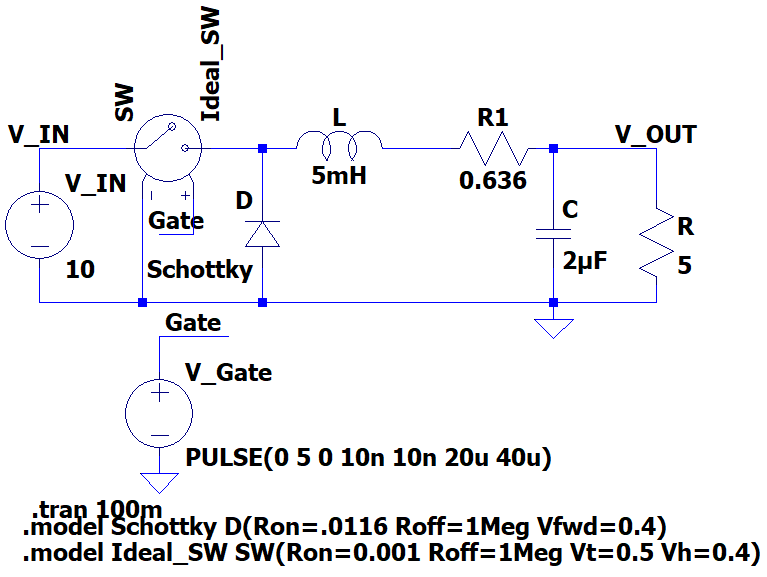 Ideal_SW
SW
V_IN
L
R1
V_OUT
V_IN
5mH
0.636
D
C
R
Gate
10
Schottky
2µF
5
Gate
V_Gate
PULSE(0 5 0 10n 10n 20u 40u)
.tran 100m
.model Schottky D(Ron=.0116 Roff=1Meg Vfwd=0.4)
.model Ideal_SW SW(Ron=0.001 Roff=1Meg Vt=0.5 Vh=0.4)